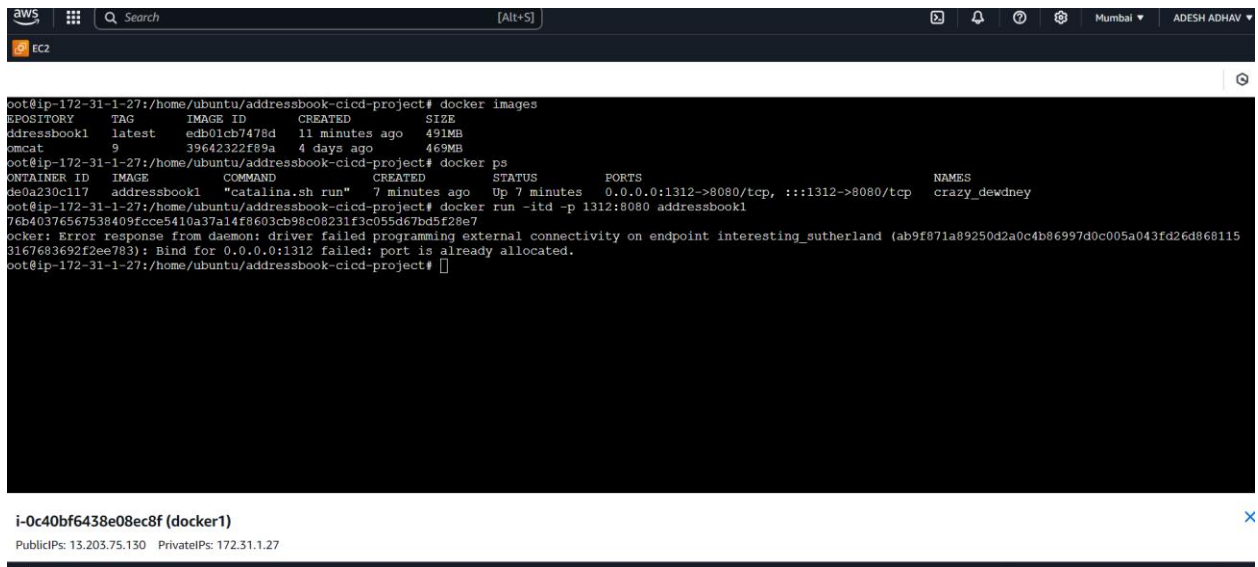 aws Search [Alt+S] Mumbai ▼ ADESH ADHAV ▼
EC2
oot@ip-172-31-1-27:/home/ubuntu/addressbook-cicd-project# docker images
EPOSITORY TAG IMAGE ID CREATED SIZE
ddressbook1 latest edb01cb7478d 11 minutes ago 491MB
omcat 9 39642322f89a 4 days ago 469MB
oot@ip-172-31-1-27:/home/ubuntu/addressbook-cicd-project# docker ps
ONTAINER ID IMAGE COMMAND CREATED STATUS PORTS NAMES
de0a230c117 addressbook1 "catalina.sh run" 7 minutes ago Up 7 minutes 0.0.0.0:1312->8080/tcp, :::1312->8080/tcp crazy_dewdney
oot@ip-172-31-1-27:/home/ubuntu/addressbook-cicd-project# docker run -itd -p 1312:8080 addressbook1
76b40376567538409fcce5410a37a14f8603cb98c08231f3c055d67bd5f28e7
ocker: Error response from daemon: driver failed programming external connectivity on endpoint interesting_sutherland (ab9f871a89250d2a0c4b86997d0c005a043fd26d868115
3167683692f2ee783): Bind for 0.0.0.0:1312 failed: port is already allocated.
oot@ip-172-31-1-27:/home/ubuntu/addressbook-cicd-project#
i-0c40bf6438e08ec8f (docker1)
PublicIPs: 13.203.75.130 PrivateIPs: 172.31.1.27